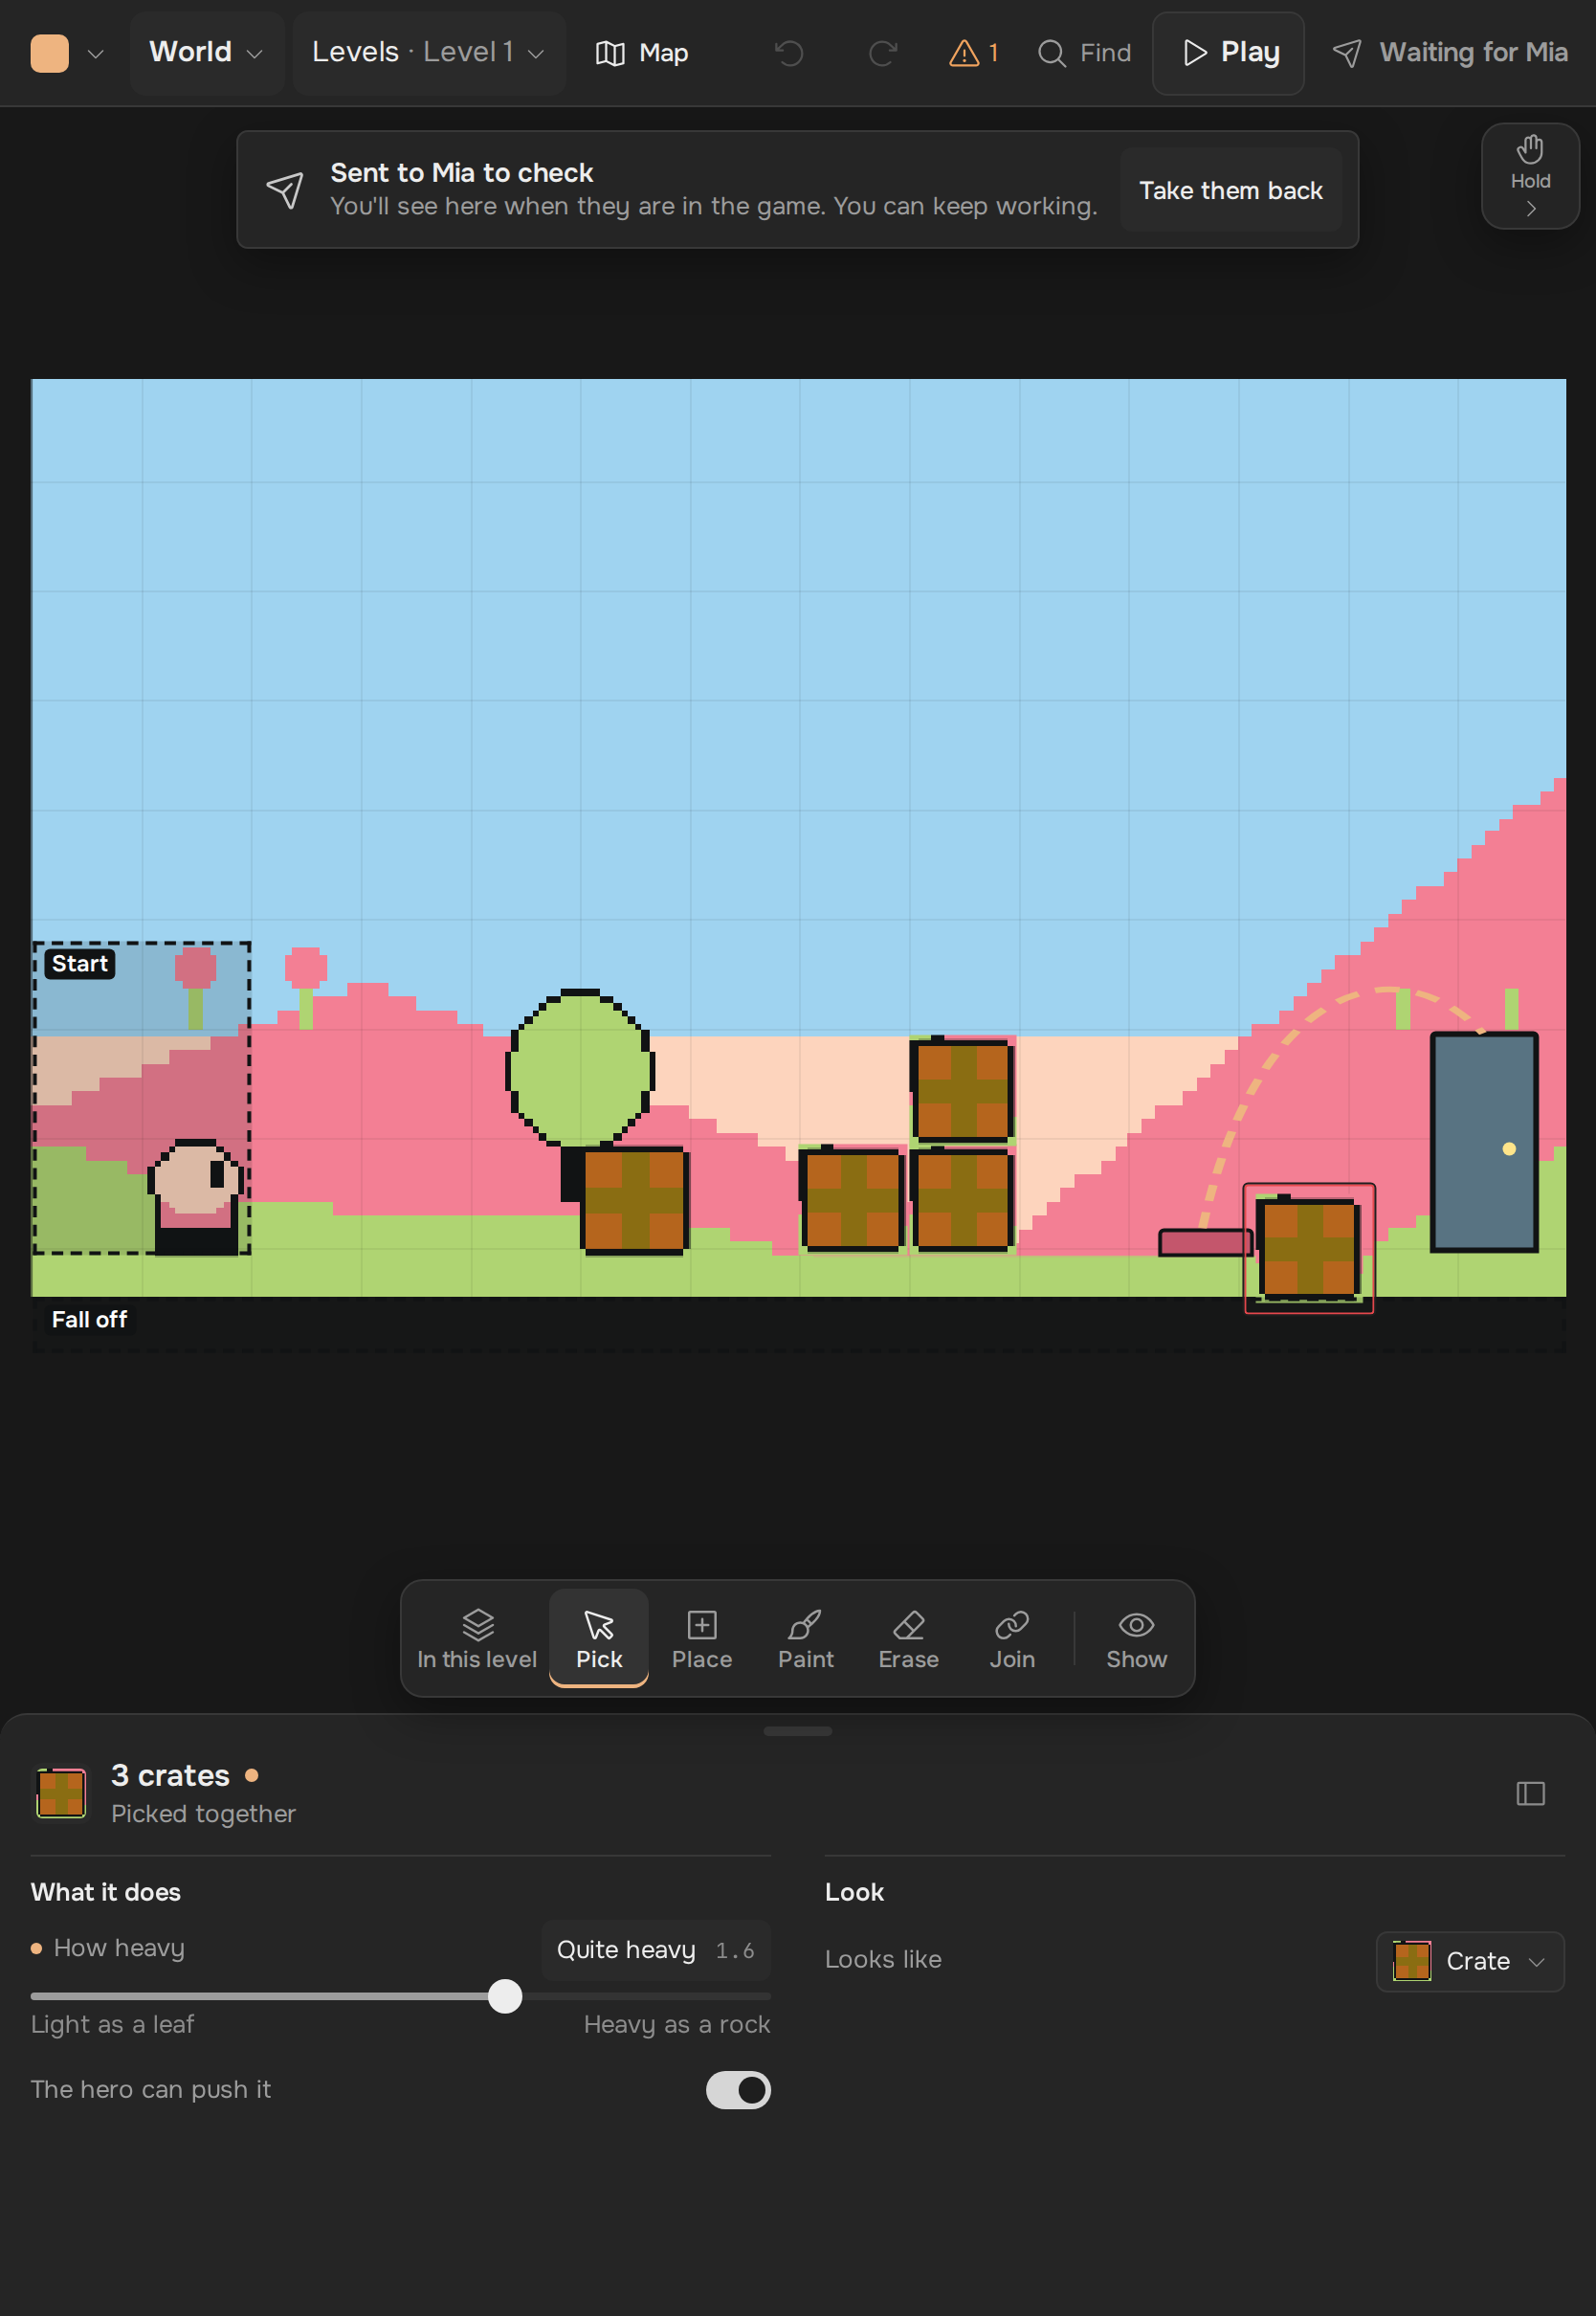 World
Levels · Level 1
Map
1
Find
Play
Waiting for Mia
Sent to Mia to check
You'll see here when they are in the game. You can keep working.
Take them back
Hold
Start
Fall off
In this level
Pick
Place
Paint
Erase
Join
Show
3 crates
Picked together
What it does
How heavy
Quite heavy 1.6
Light as a leaf
Heavy as a rock
The hero can push it
Look
Looks like
Crate